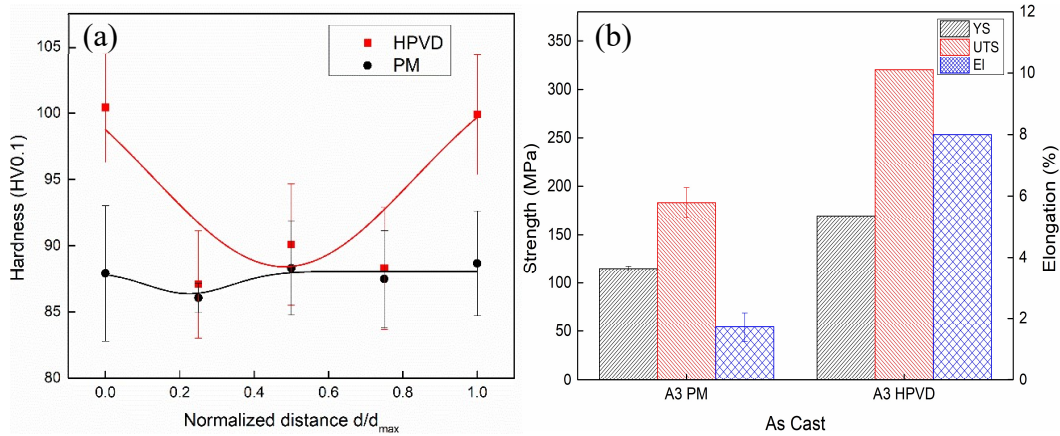 (a)
HPVD
PM
105
100
95
90
85
80
0.0 0.2 0.4 0.6 0.8 1.0
Hardness (HV0.1)
Normalized distance d/dmax
(b)
YS
UTS
El
350
300
250
200
150
100
50
0
Strength (MPa)
12
10
8
6
4
2
0
Elongation (%)
A3 PM A3 HPVD
As Cast